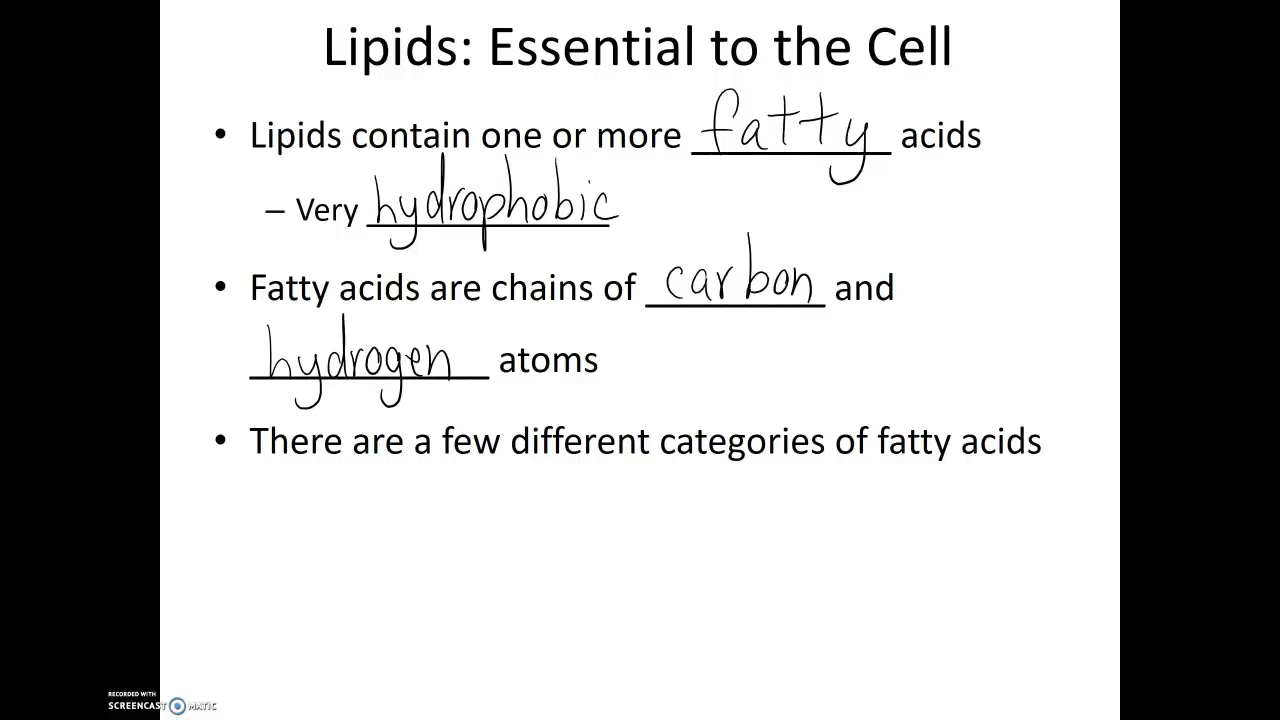 Lipids: Essential to the Cell
• Lipids contain one or more fatty acids
– Very hydrophobic
• Fatty acids are chains of carbon and
hydrogen atoms
• There are a few different categories of fatty acids
RECORDED WITH
SCREENCAST MATIC